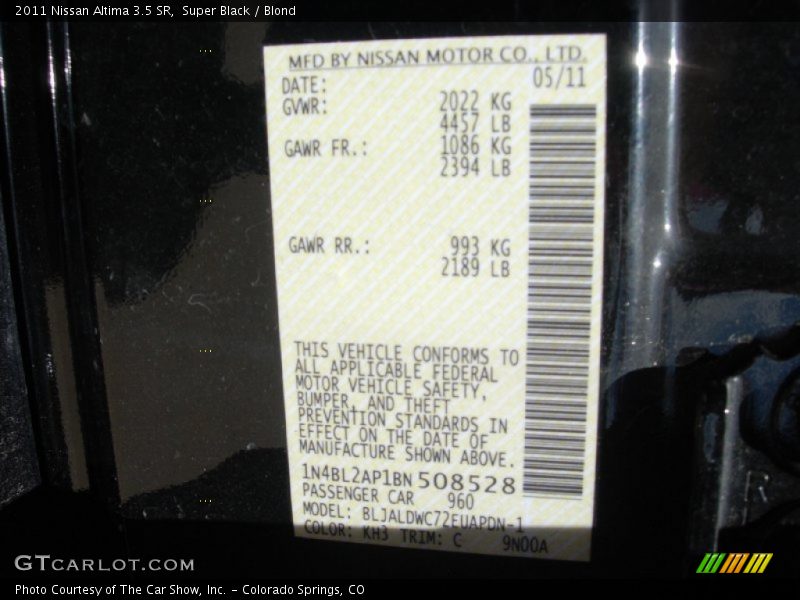 2011 Nissan Altima 3.5 SR,  Super Black / Blond
MFD BY NISSAN MOTOR CO., LTD.
DATE: 05/11
GVWR: 2022 KG
4457 LB
GAWR FR.: 1086 KG
2394 LB
GAWR RR.: 993 KG
2189 LB
THIS VEHICLE CONFORMS TO
ALL APPLICABLE FEDERAL
MOTOR VEHICLE SAFETY,
BUMPER, AND THEFT
PREVENTION STANDARDS IN
EFFECT ON THE DATE OF
MANUFACTURE SHOWN ABOVE.
1N4BL2AP1BN508528
PASSENGER CAR 960
MODEL: BLJALDWC72EUAPDN-1
COLOR: KH3 TRIM: C 9N00A
GTCARLOT.COM
Photo Courtesy of The Car Show, Inc. – Colorado Springs, CO